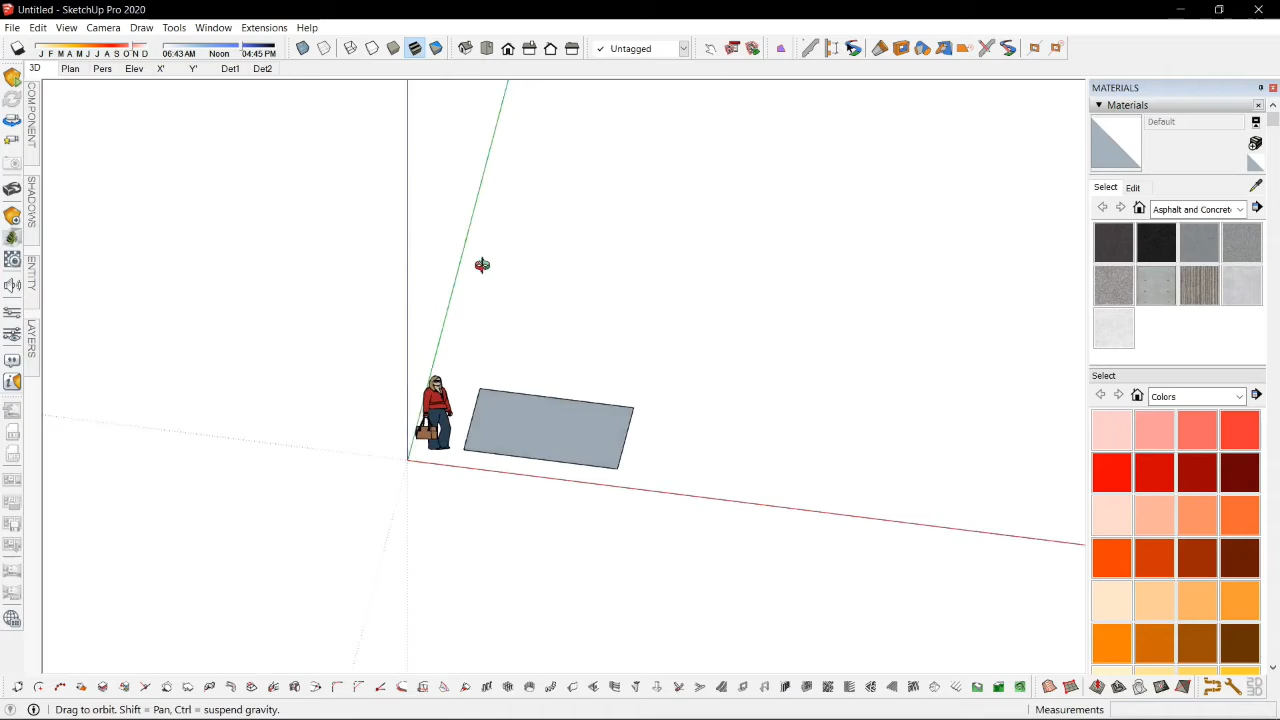 Untitled - SketchUp Pro 2020
File Edit View Camera Draw Tools Window Extensions Help
J F M A M J J A S O N D 06:43 AM Noon 04:45 PM Untagged
3D Plan Pers Elev X' Y' Det1 Det2
COMPONENT
SHADOWS
ENTITY
LAYERS
MATERIALS
Materials
Default
Select Edit
Asphalt and Concret
Select
Colors
Drag to orbit. Shift = Pan, Ctrl = suspend gravity.
Measurements